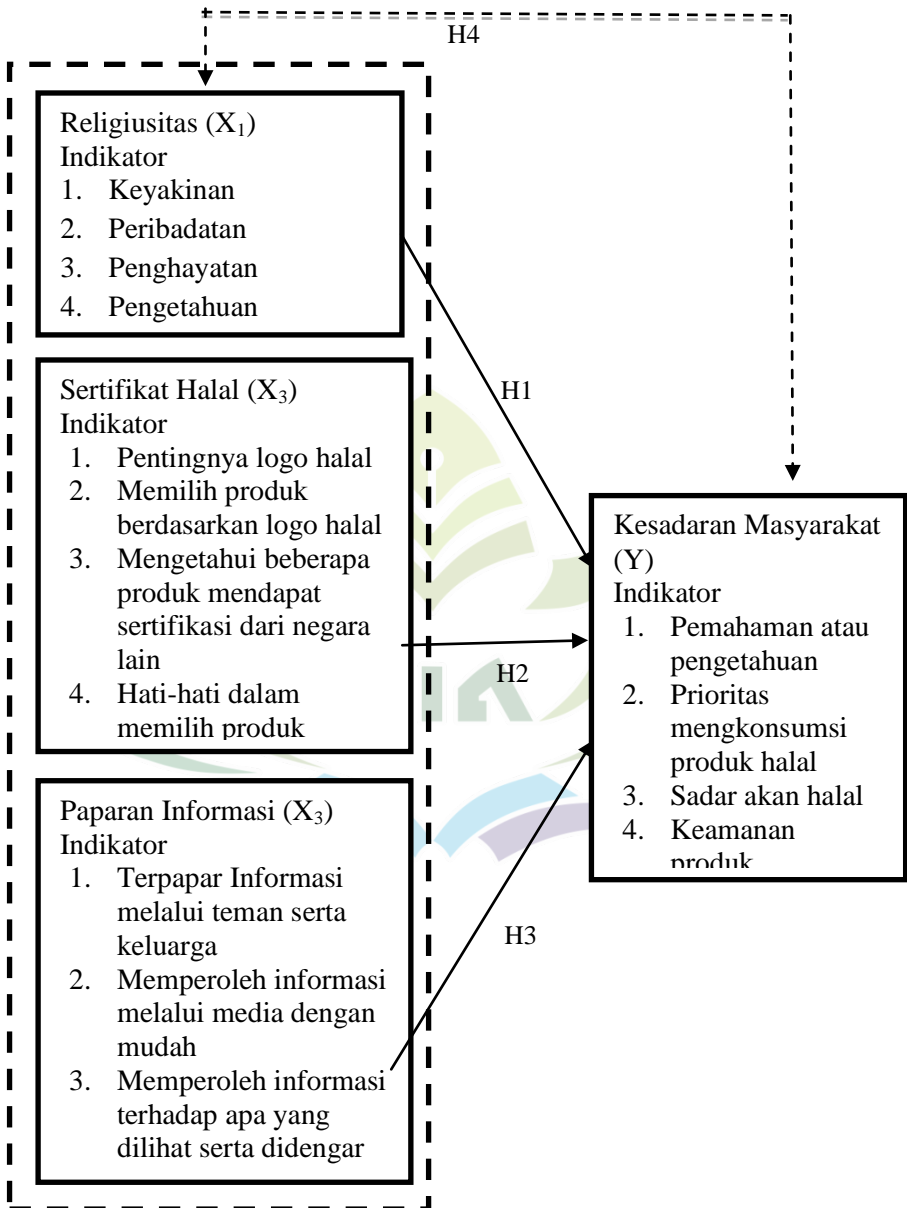 H4
Religiusitas (X₁)
Indikator
1. Keyakinan
2. Peribadatan
3. Penghayatan
4. Pengetahuan
H1
Sertifikat Halal (X₃)
Indikator
1. Pentingnya logo halal
2. Memilih produk
berdasarkan logo halal
3. Mengetahui beberapa
produk mendapat
sertifikasi dari negara
lain
4. Hati-hati dalam
memilih produk
H2
Kesadaran Masyarakat
(Y)
Indikator
1. Pemahaman atau
pengetahuan
2. Prioritas
mengkonsumsi
produk halal
3. Sadar akan halal
4. Keamanan
produk
Paparan Informasi (X₃)
Indikator
1. Terpapar Informasi
melalui teman serta
keluarga
2. Memperoleh informasi
melalui media dengan
mudah
3. Memperoleh informasi
terhadap apa yang
dilihat serta didengar
H3